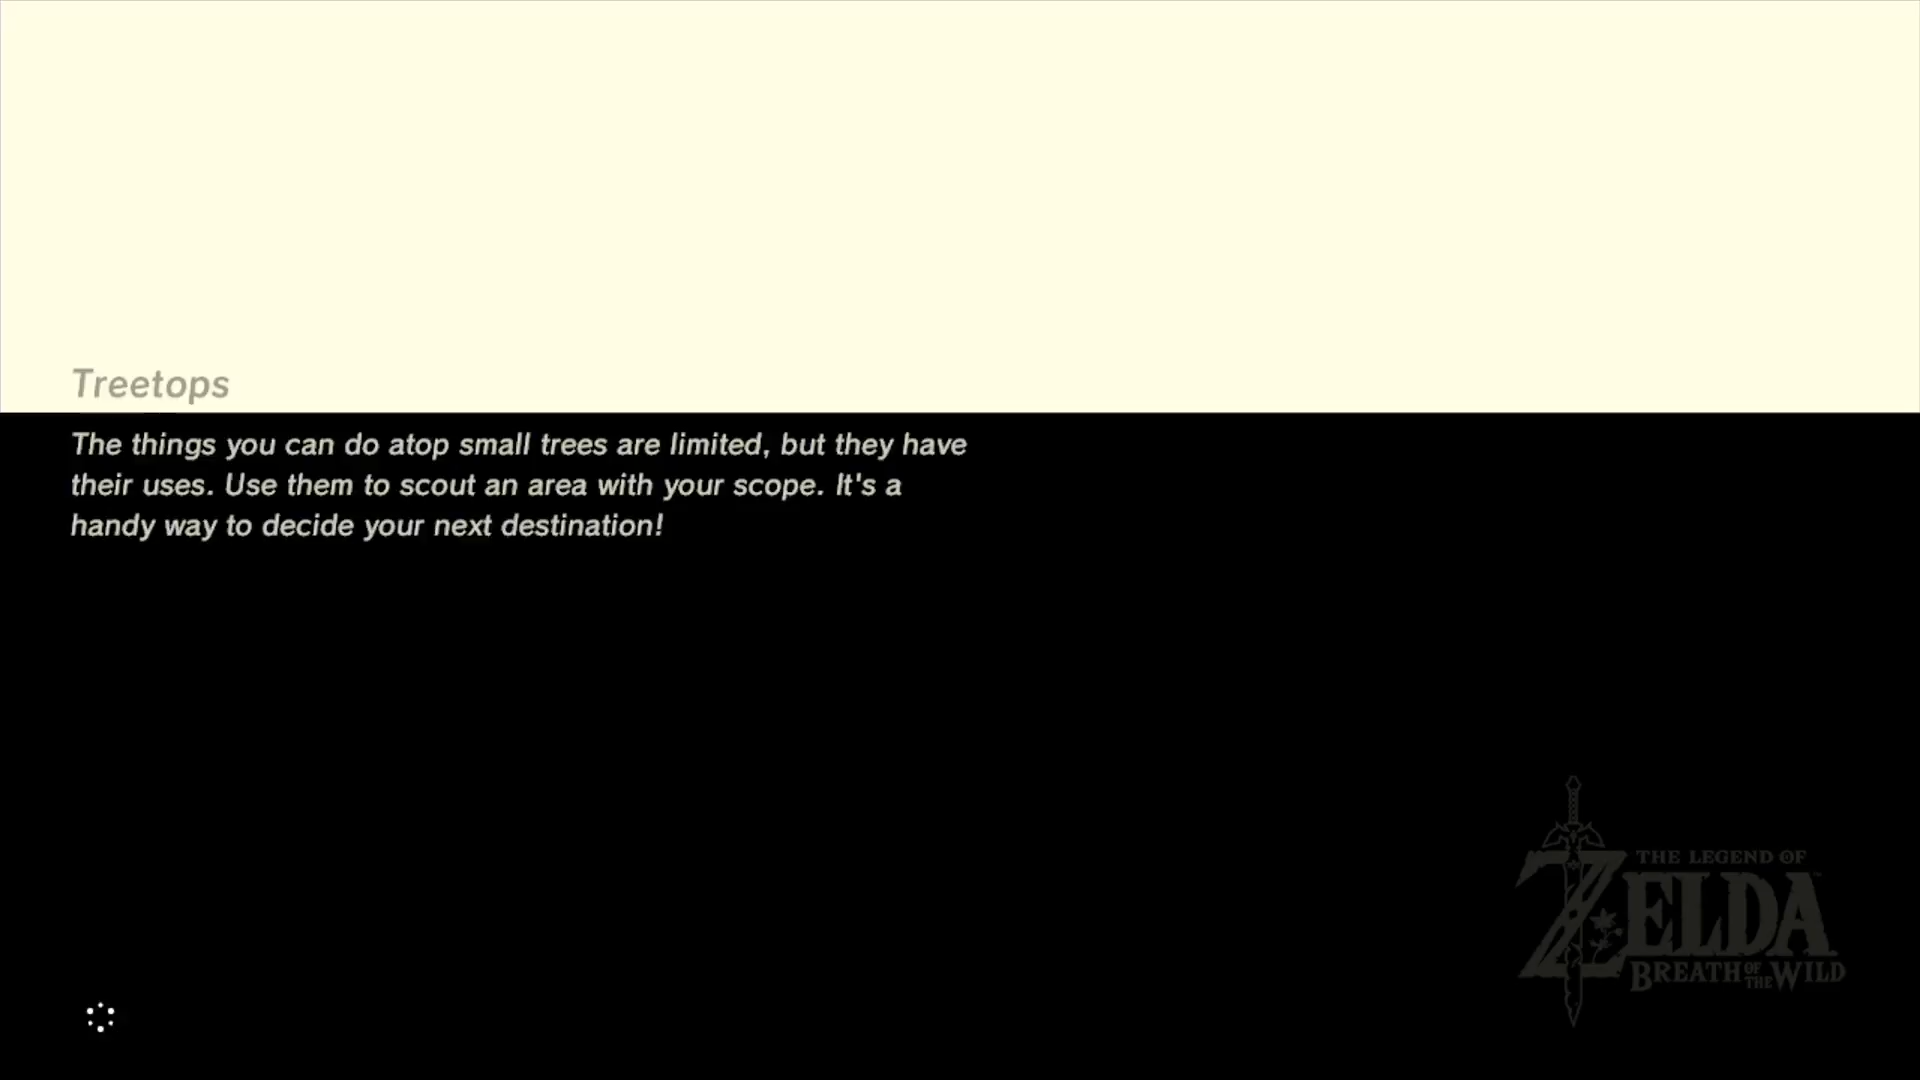 Treetops
The things you can do atop small trees are limited, but they have
their uses. Use them to scout an area with your scope. It's a
handy way to decide your next destination!
THE LEGEND OF
ZELDA
BREATH OF THE WILD